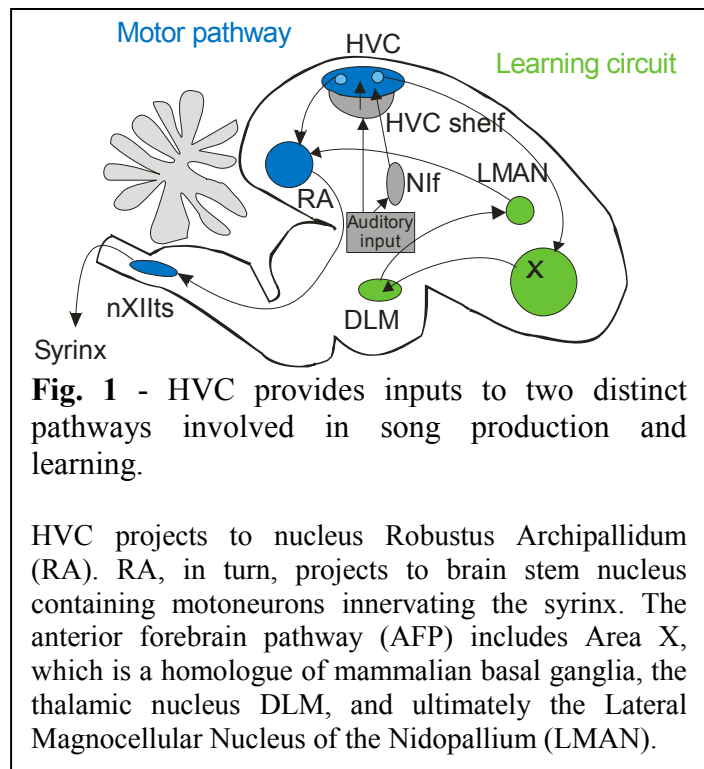 Motor pathway
HVC
Learning circuit
HVC shelf
LMAN
NIf
RA
Auditory
input
X
nXIIts
DLM
Syrinx
Fig. 1 - HVC provides inputs to two distinct
pathways involved in song production and
learning.
HVC projects to nucleus Robustus Archipallidum
(RA). RA, in turn, projects to brain stem nucleus
containing motoneurons innervating the syrinx. The
anterior forebrain pathway (AFP) includes Area X,
which is a homologue of mammalian basal ganglia, the
thalamic nucleus DLM, and ultimately the Lateral
Magnocellular Nucleus of the Nidopallium (LMAN).